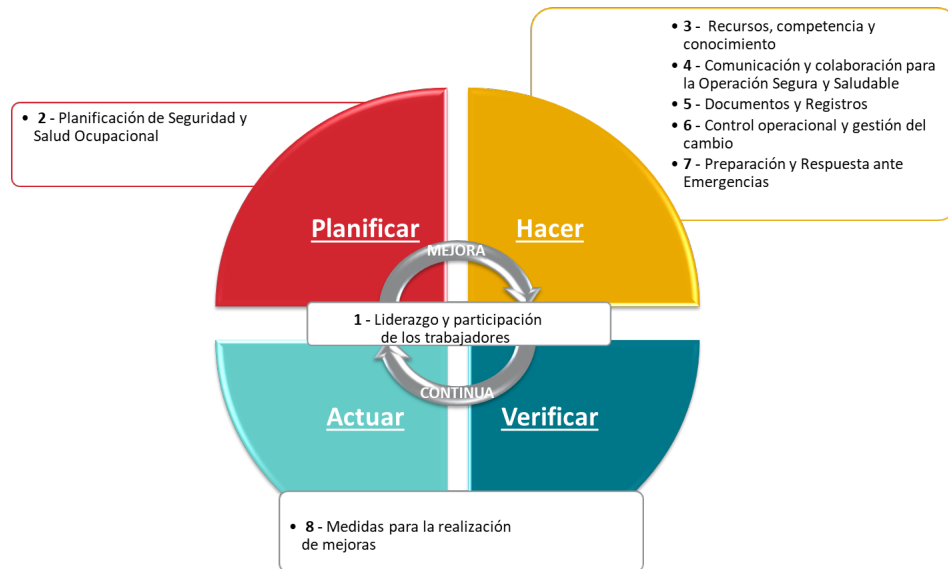 • 3 - Recursos, competencia y
conocimiento
• 4 - Comunicación y colaboración para
la Operación Segura y Saludable
• 5 - Documentos y Registros
• 6 - Control operacional y gestión del
cambio
• 7 - Preparación y Respuesta ante
Emergencias
• 2 - Planificación de Seguridad y
Salud Ocupacional
Planificar
Hacer
MEJORA
1 - Liderazgo y participación
de los trabajadores
CONTINUA
Actuar
Verificar
• 8 - Medidas para la realización
de mejoras